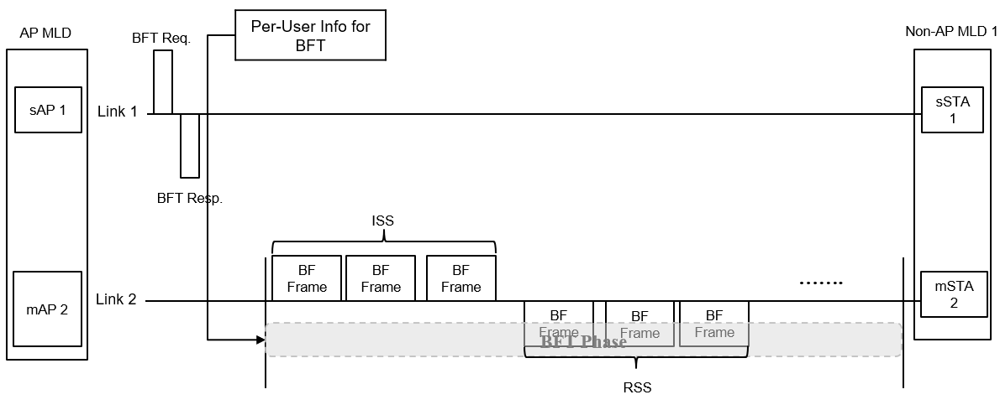 AP MLD
BFT Req.
Per-User Info for
BFT
Non-AP MLD 1
sAP 1
Link 1
sSTA
1
BFT Resp.
ISS
BF
Frame
BF
Frame
BF
Frame
.......
mAP 2
Link 2
mSTA
2
BF
Frame
BF
Frame
BF
Frame
BFT Phase
RSS